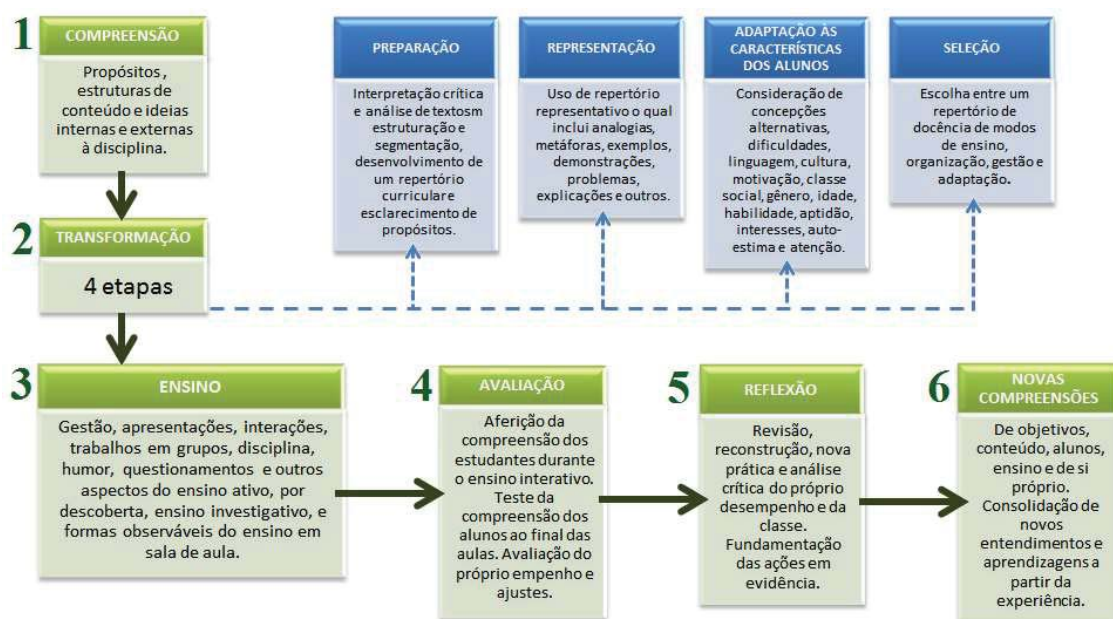 1
COMPREENSÃO
Propósitos ,
estruturas de
conteúdo e ideias
internas e externas
à disciplina.
PREPARAÇÃO
Interpretação crítica
e análise de textosm
estruturação e
segmentação,
desenvolvimento de
um repertório
curricular e
esclarecimento de
propósitos.
REPRESENTAÇÃO
Uso de repertório
representativo o qual
inclui analogias,
metáforas, exemplos,
demonstrações,
problemas,
explicações e outros.
ADAPTAÇÃO ÀS
CARACTERÍSTICAS
DOS ALUNOS
Consideração de
concepções
alternativas,
dificuldades,
linguagem, cultura,
motivação, classe
social, gênero, idade,
habilidade, aptidão,
interesses, auto-
estima e atenção.
SELEÇÃO
Escolha entre um
repertório de
docência de modos
de ensino,
organização, gestão e
adaptação.
2
TRANSFORMAÇÃO
4 etapas
3
ENSINO
Gestão, apresentações, interações,
trabalhos em grupos, disciplina,
humor, questionamentos e outros
aspectos do ensino ativo, por
descoberta, ensino investigativo, e
formas observáveis do ensino em
sala de aula.
4
AVALIAÇÃO
Aferição da
compreensão dos
estudantes durante
o ensino interativo.
Teste da
compreensão dos
alunos ao final das
aulas. Avaliação do
próprio empenho e
ajustes.
5
REFLEXÃO
Revisão,
reconstrução, nova
prática e análise
crítica do próprio
desempenho e da
classe.
Fundamentação
das ações em
evidência.
6
NOVAS
COMPREENSÕES
De objetivos,
conteúdo, alunos,
ensino e de si
próprio.
Consolidação de
novos
entendimentos e
aprendizagens a
partir da
experiência.